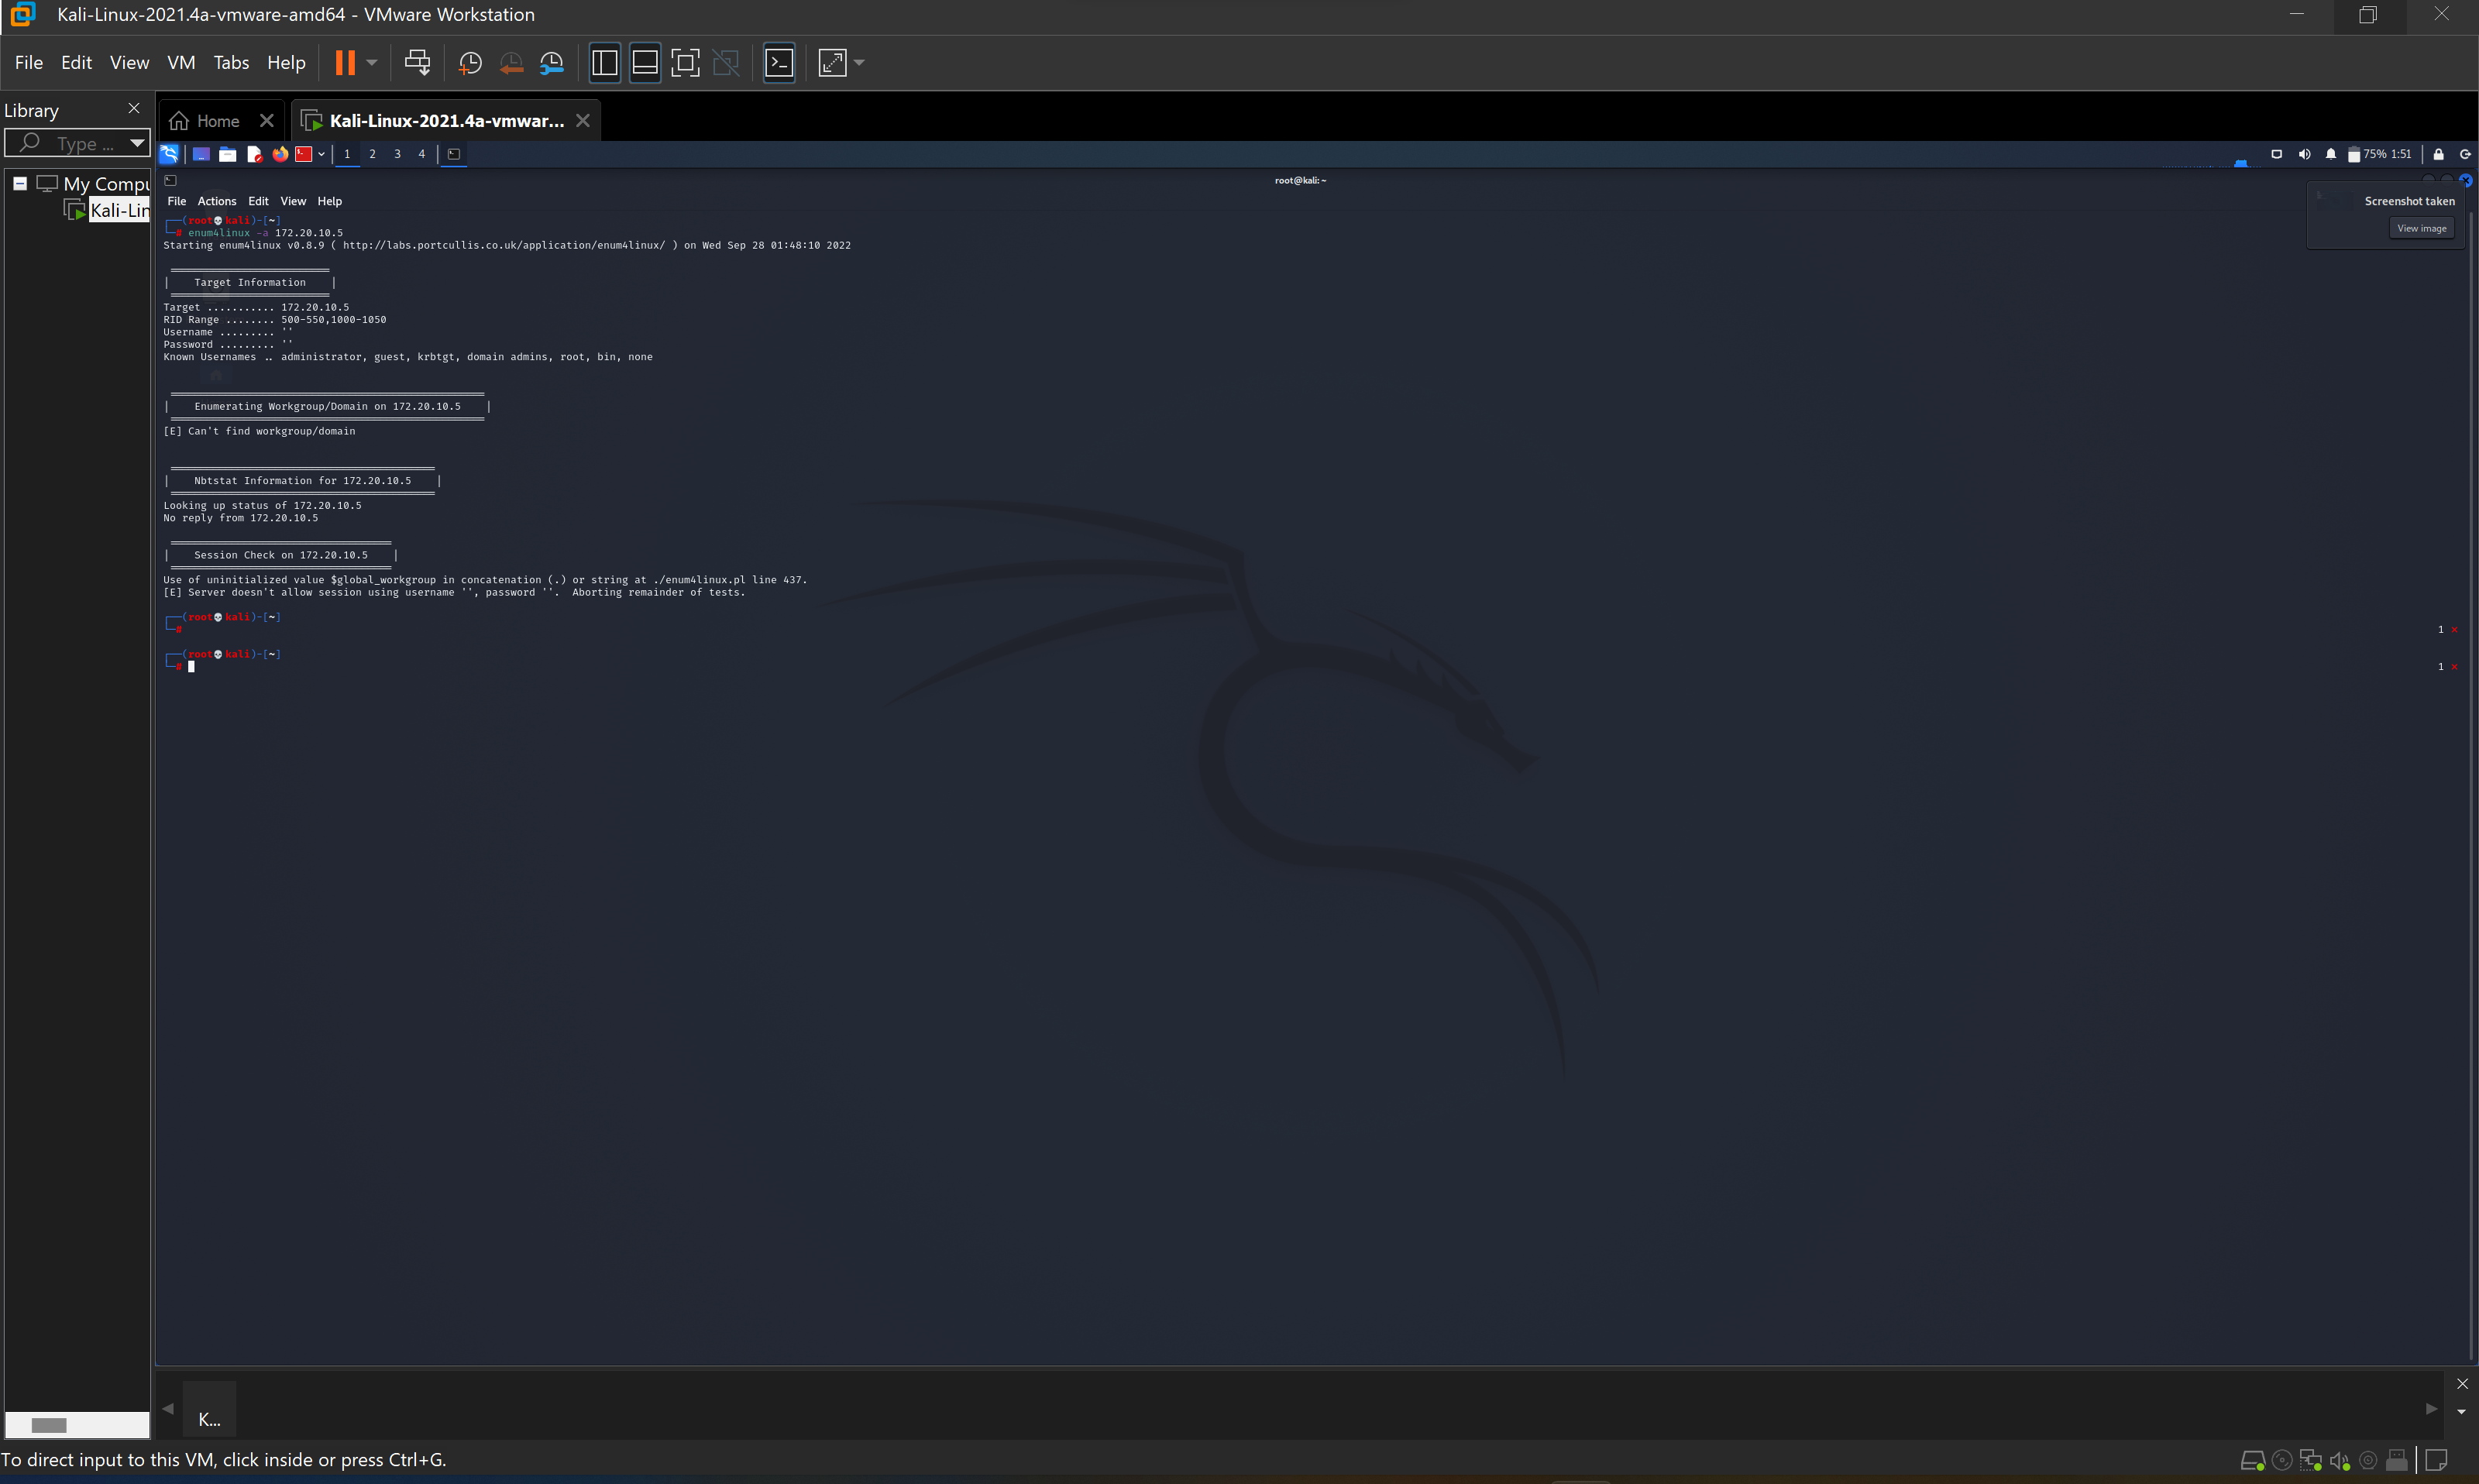 Kali-Linux-2021.4a-vmware-amd64 - VMware Workstation
File Edit View VM Tabs Help
Library
Type ...
My Compu
Kali-Lin
Home
Kali-Linux-2021.4a-vmwar...
1 2 3 4
75% 1:51
root@kali: ~
File Actions Edit View Help
Screenshot taken
View image
(root💀kali)-[~]
# enum4linux -a 172.20.10.5
Starting enum4linux v0.8.9 ( http://labs.portcullis.co.uk/application/enum4linux/ ) on Wed Sep 28 01:48:10 2022
| Target Information |
Target ........... 172.20.10.5
RID Range ........ 500-550,1000-1050
Username ......... ''
Password ......... ''
Known Usernames .. administrator, guest, krbtgt, domain admins, root, bin, none
| Enumerating Workgroup/Domain on 172.20.10.5 |
[E] Can't find workgroup/domain
| Nbtstat Information for 172.20.10.5 |
Looking up status of 172.20.10.5
No reply from 172.20.10.5
| Session Check on 172.20.10.5 |
Use of uninitialized value $global_workgroup in concatenation (.) or string at ./enum4linux.pl line 437.
[E] Server doesn't allow session using username '', password ''.  Aborting remainder of tests.
(root💀kali)-[~]
#
1 ×
(root💀kali)-[~]
#
1 ×
K...
To direct input to this VM, click inside or press Ctrl+G.